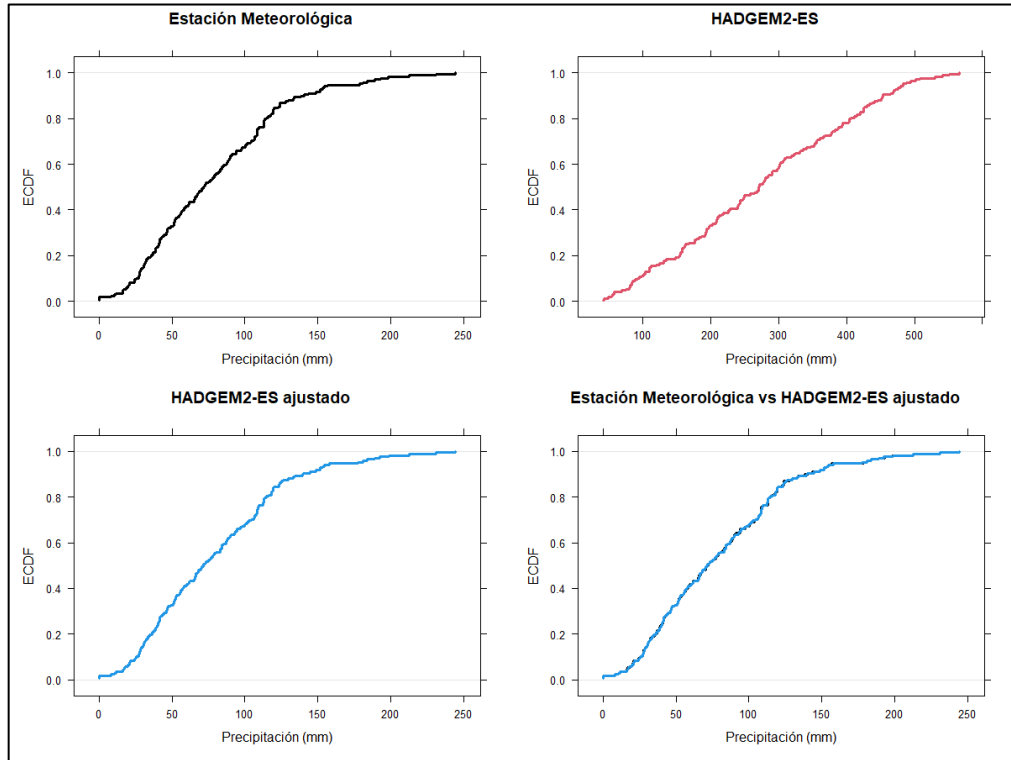 Estación Meteorológica
HADGEM2-ES
ECDF
1.0
0.8
0.6
0.4
0.2
0.0
0 50 100 150 200 250
Precipitación (mm)
ECDF
1.0
0.8
0.6
0.4
0.2
0.0
100 200 300 400 500
Precipitación (mm)
HADGEM2-ES ajustado
Estación Meteorológica vs HADGEM2-ES ajustado
ECDF
1.0
0.8
0.6
0.4
0.2
0.0
0 50 100 150 200 250
Precipitación (mm)
ECDF
1.0
0.8
0.6
0.4
0.2
0.0
0 50 100 150 200 250
Precipitación (mm)